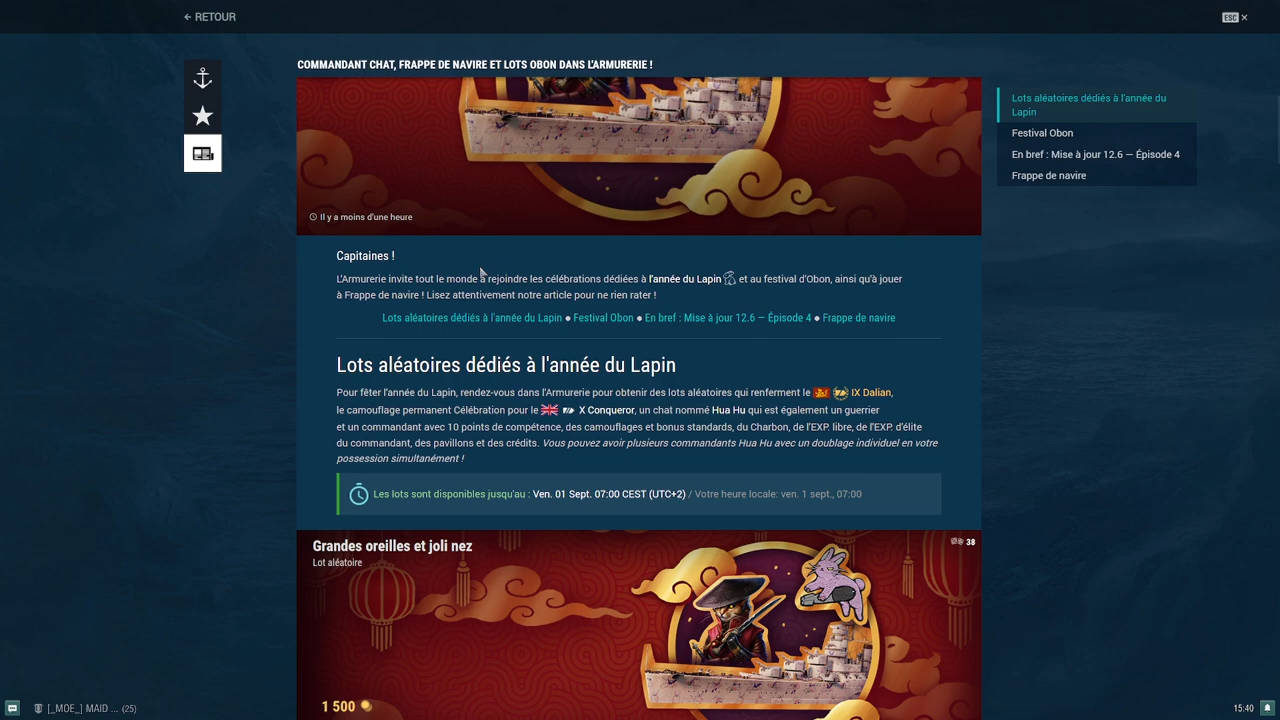 RETOUR
ESC
COMMANDANT CHAT, FRAPPE DE NAVIRE ET LOTS OBON DANS L'ARMURERIE !
Il y a moins d'une heure
Lots aléatoires dédiés à l'année du
Lapin
Festival Obon
En bref : Mise à jour 12.6 — Épisode 4
Frappe de navire
Capitaines !
L'Armurerie invite tout le monde à rejoindre les célébrations dédiées à l'année du Lapin et au festival d'Obon, ainsi qu'à jouer
à Frappe de navire ! Lisez attentivement notre article pour ne rien rater !
Lots aléatoires dédiés à l'année du Lapin ● Festival Obon ● En bref : Mise à jour 12.6 — Épisode 4 ● Frappe de navire
Lots aléatoires dédiés à l'année du Lapin
Pour fêter l'année du Lapin, rendez-vous dans l'Armurerie pour obtenir des lots aléatoires qui renferment le IX Dalian,
le camouflage permanent Célébration pour le X Conqueror, un chat nommé Hua Hu qui est également un guerrier
et un commandant avec 10 points de compétence, des camouflages et bonus standards, du Charbon, de l'EXP. libre, de l'EXP. d'élite
du commandant, des pavillons et des crédits. Vous pouvez avoir plusieurs commandants Hua Hu avec un doublage individuel en votre
possession simultanément !
Les lots sont disponibles jusqu'au : Ven. 01 Sept. 07:00 CEST (UTC+2) / Votre heure locale: ven. 1 sept., 07:00
Grandes oreilles et joli nez
Lot aléatoire
38
1 500
[_MOE_] MAID ... (25)
15:40